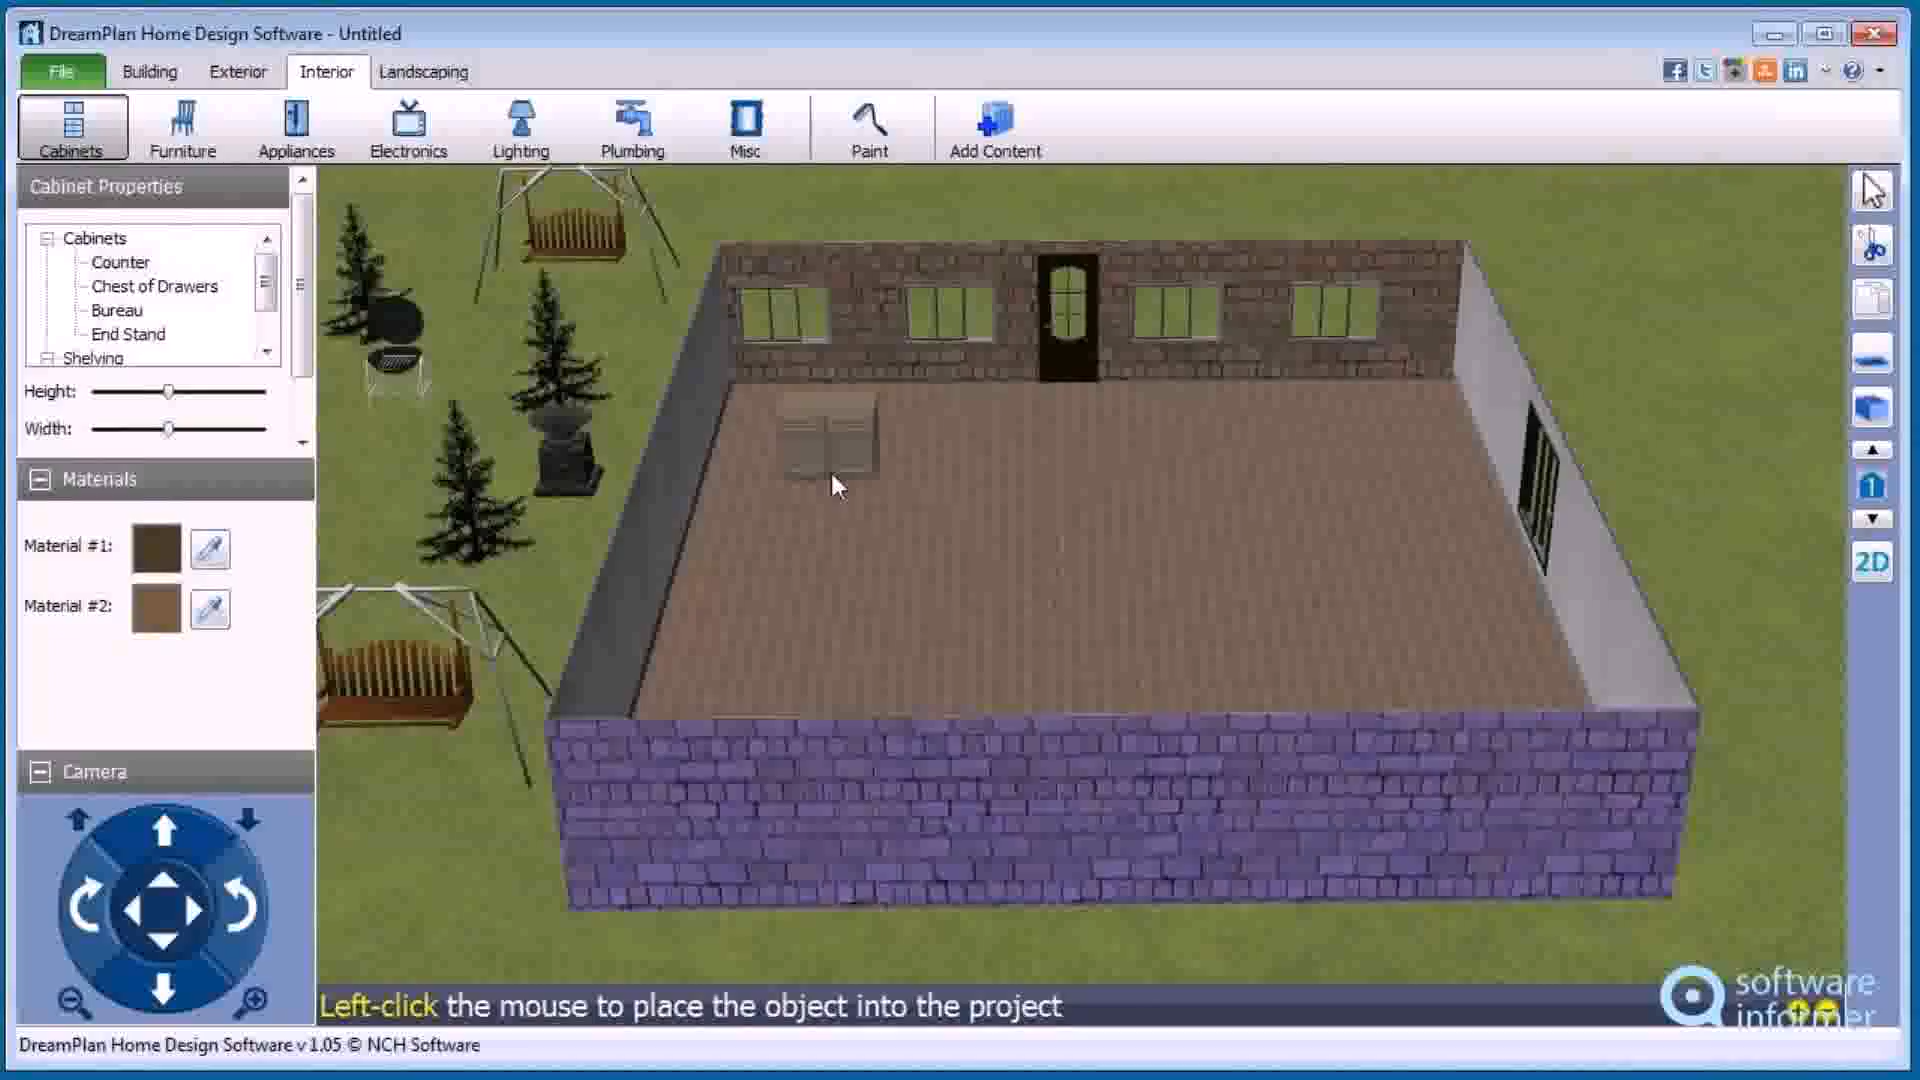 DreamPlan Home Design Software - Untitled
File Building Exterior Interior Landscaping
Cabinets Furniture Appliances Electronics Lighting Plumbing Misc Paint Add Content
Cabinet Properties
Cabinets
Counter
Chest of Drawers
Bureau
End Stand
Shelving
Height:
Width:
Materials
Material #1:
Material #2:
Camera
1
2D
Left-click the mouse to place the object into the project
software
informer
DreamPlan Home Design Software v 1.05 © NCH Software